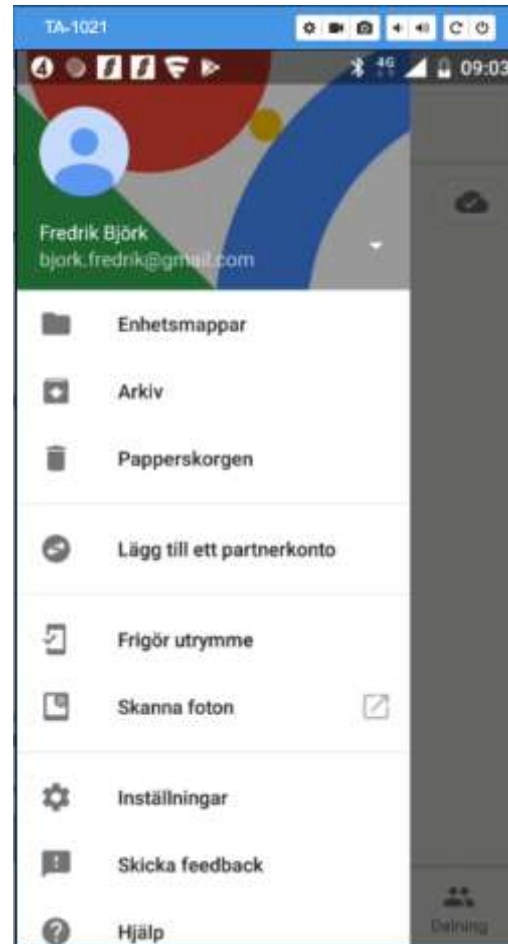 TA-1021
4G 09:03
Fredrik Björk
bjork.fredrik@gmail.com
Enhetsmappar
Arkiv
Papperskorgen
Lägg till ett partnerkonto
Frigör utrymme
Skanna foton
Inställningar
Skicka feedback
Hjälp
Delning